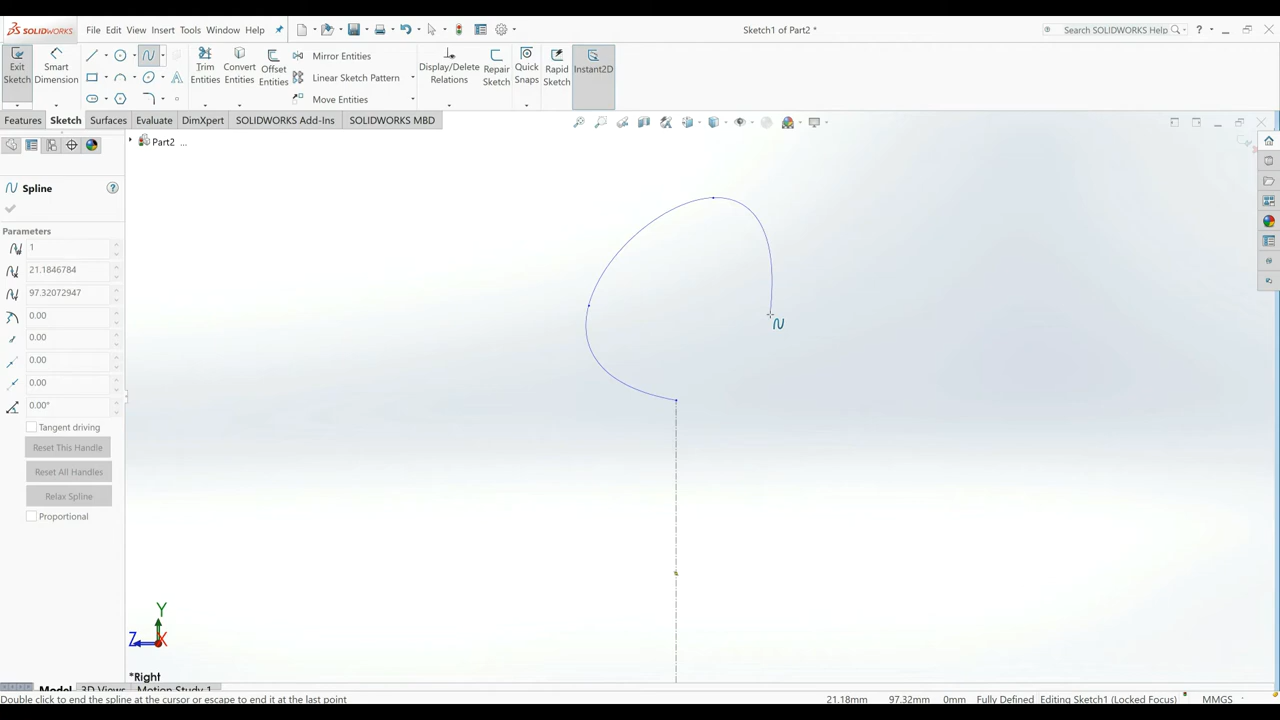 SOLIDWORKS File Edit View Insert Tools Window Help Sketch1 of Part2 * Search SOLIDWORKS Help
Exit Sketch Smart Dimension Trim Entities Convert Entities Offset Entities Mirror Entities Linear Sketch Pattern Move Entities Display/Delete Relations Repair Sketch Quick Snaps Rapid Sketch Instant2D
Features Sketch Surfaces Evaluate DimXpert SOLIDWORKS Add-Ins SOLIDWORKS MBD
Part2 ...
Spline
Parameters
1
21.1846784
97.32072947
0.00
0.00
0.00
0.00
0.00°
Tangent driving
Reset This Handle
Reset All Handles
Relax Spline
Proportional
Y
Z X
*Right
Model 3D Views Motion Study 1
Double click to end the spline at the cursor or escape to end it at the last point 21.18mm 97.32mm 0mm Fully Defined Editing Sketch1 (Locked Focus) MMGS